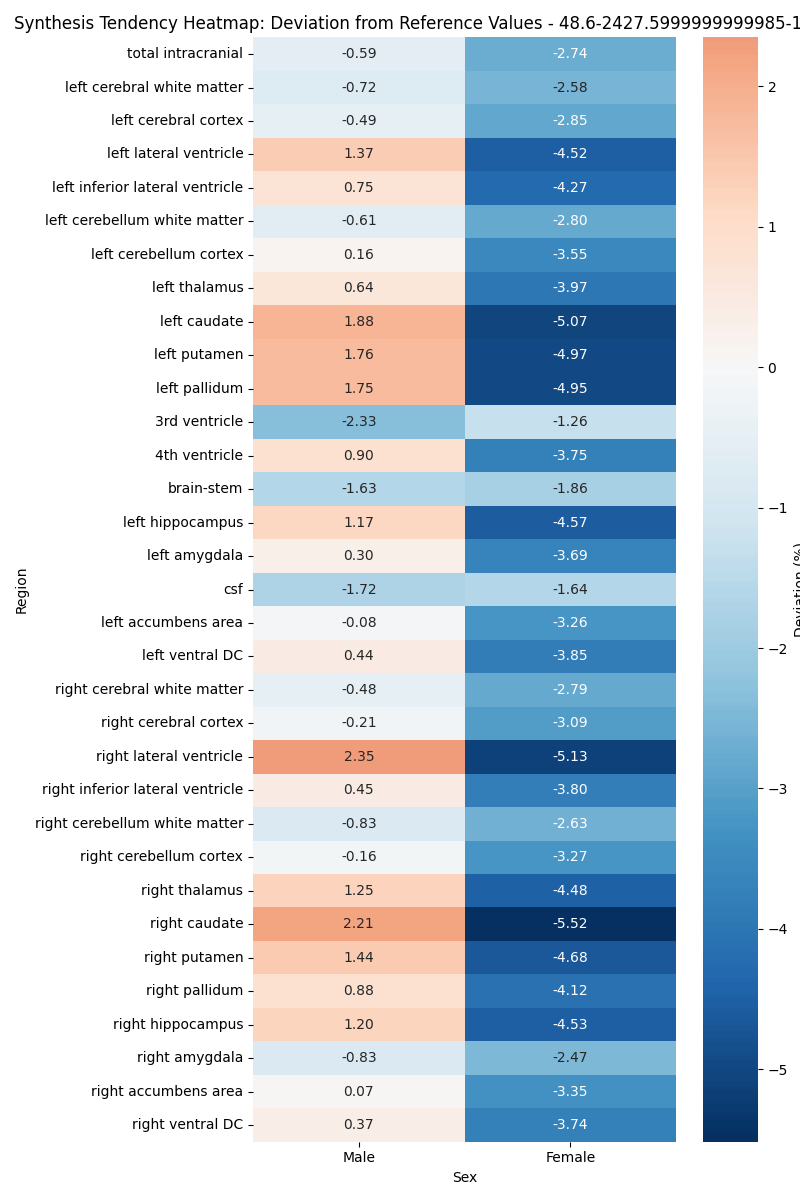 Synthesis Tendency Heatmap: Deviation from Reference Values - 48.6-2427.5999999999985-1
total intracranial -0.59 -2.74
left cerebral white matter -0.72 -2.58
left cerebral cortex -0.49 -2.85
left lateral ventricle 1.37 -4.52
left inferior lateral ventricle 0.75 -4.27
left cerebellum white matter -0.61 -2.80
left cerebellum cortex 0.16 -3.55
left thalamus 0.64 -3.97
left caudate 1.88 -5.07
left putamen 1.76 -4.97
left pallidum 1.75 -4.95
3rd ventricle -2.33 -1.26
4th ventricle 0.90 -3.75
brain-stem -1.63 -1.86
left hippocampus 1.17 -4.57
left amygdala 0.30 -3.69
csf -1.72 -1.64
left accumbens area -0.08 -3.26
left ventral DC 0.44 -3.85
right cerebral white matter -0.48 -2.79
right cerebral cortex -0.21 -3.09
right lateral ventricle 2.35 -5.13
right inferior lateral ventricle 0.45 -3.80
right cerebellum white matter -0.83 -2.63
right cerebellum cortex -0.16 -3.27
right thalamus 1.25 -4.48
right caudate 2.21 -5.52
right putamen 1.44 -4.68
right pallidum 0.88 -4.12
right hippocampus 1.20 -4.53
right amygdala -0.83 -2.47
right accumbens area 0.07 -3.35
right ventral DC 0.37 -3.74
Male Female
Sex
Region
2
1
0
−1
−2
−3
−4
−5
Deviation (%)